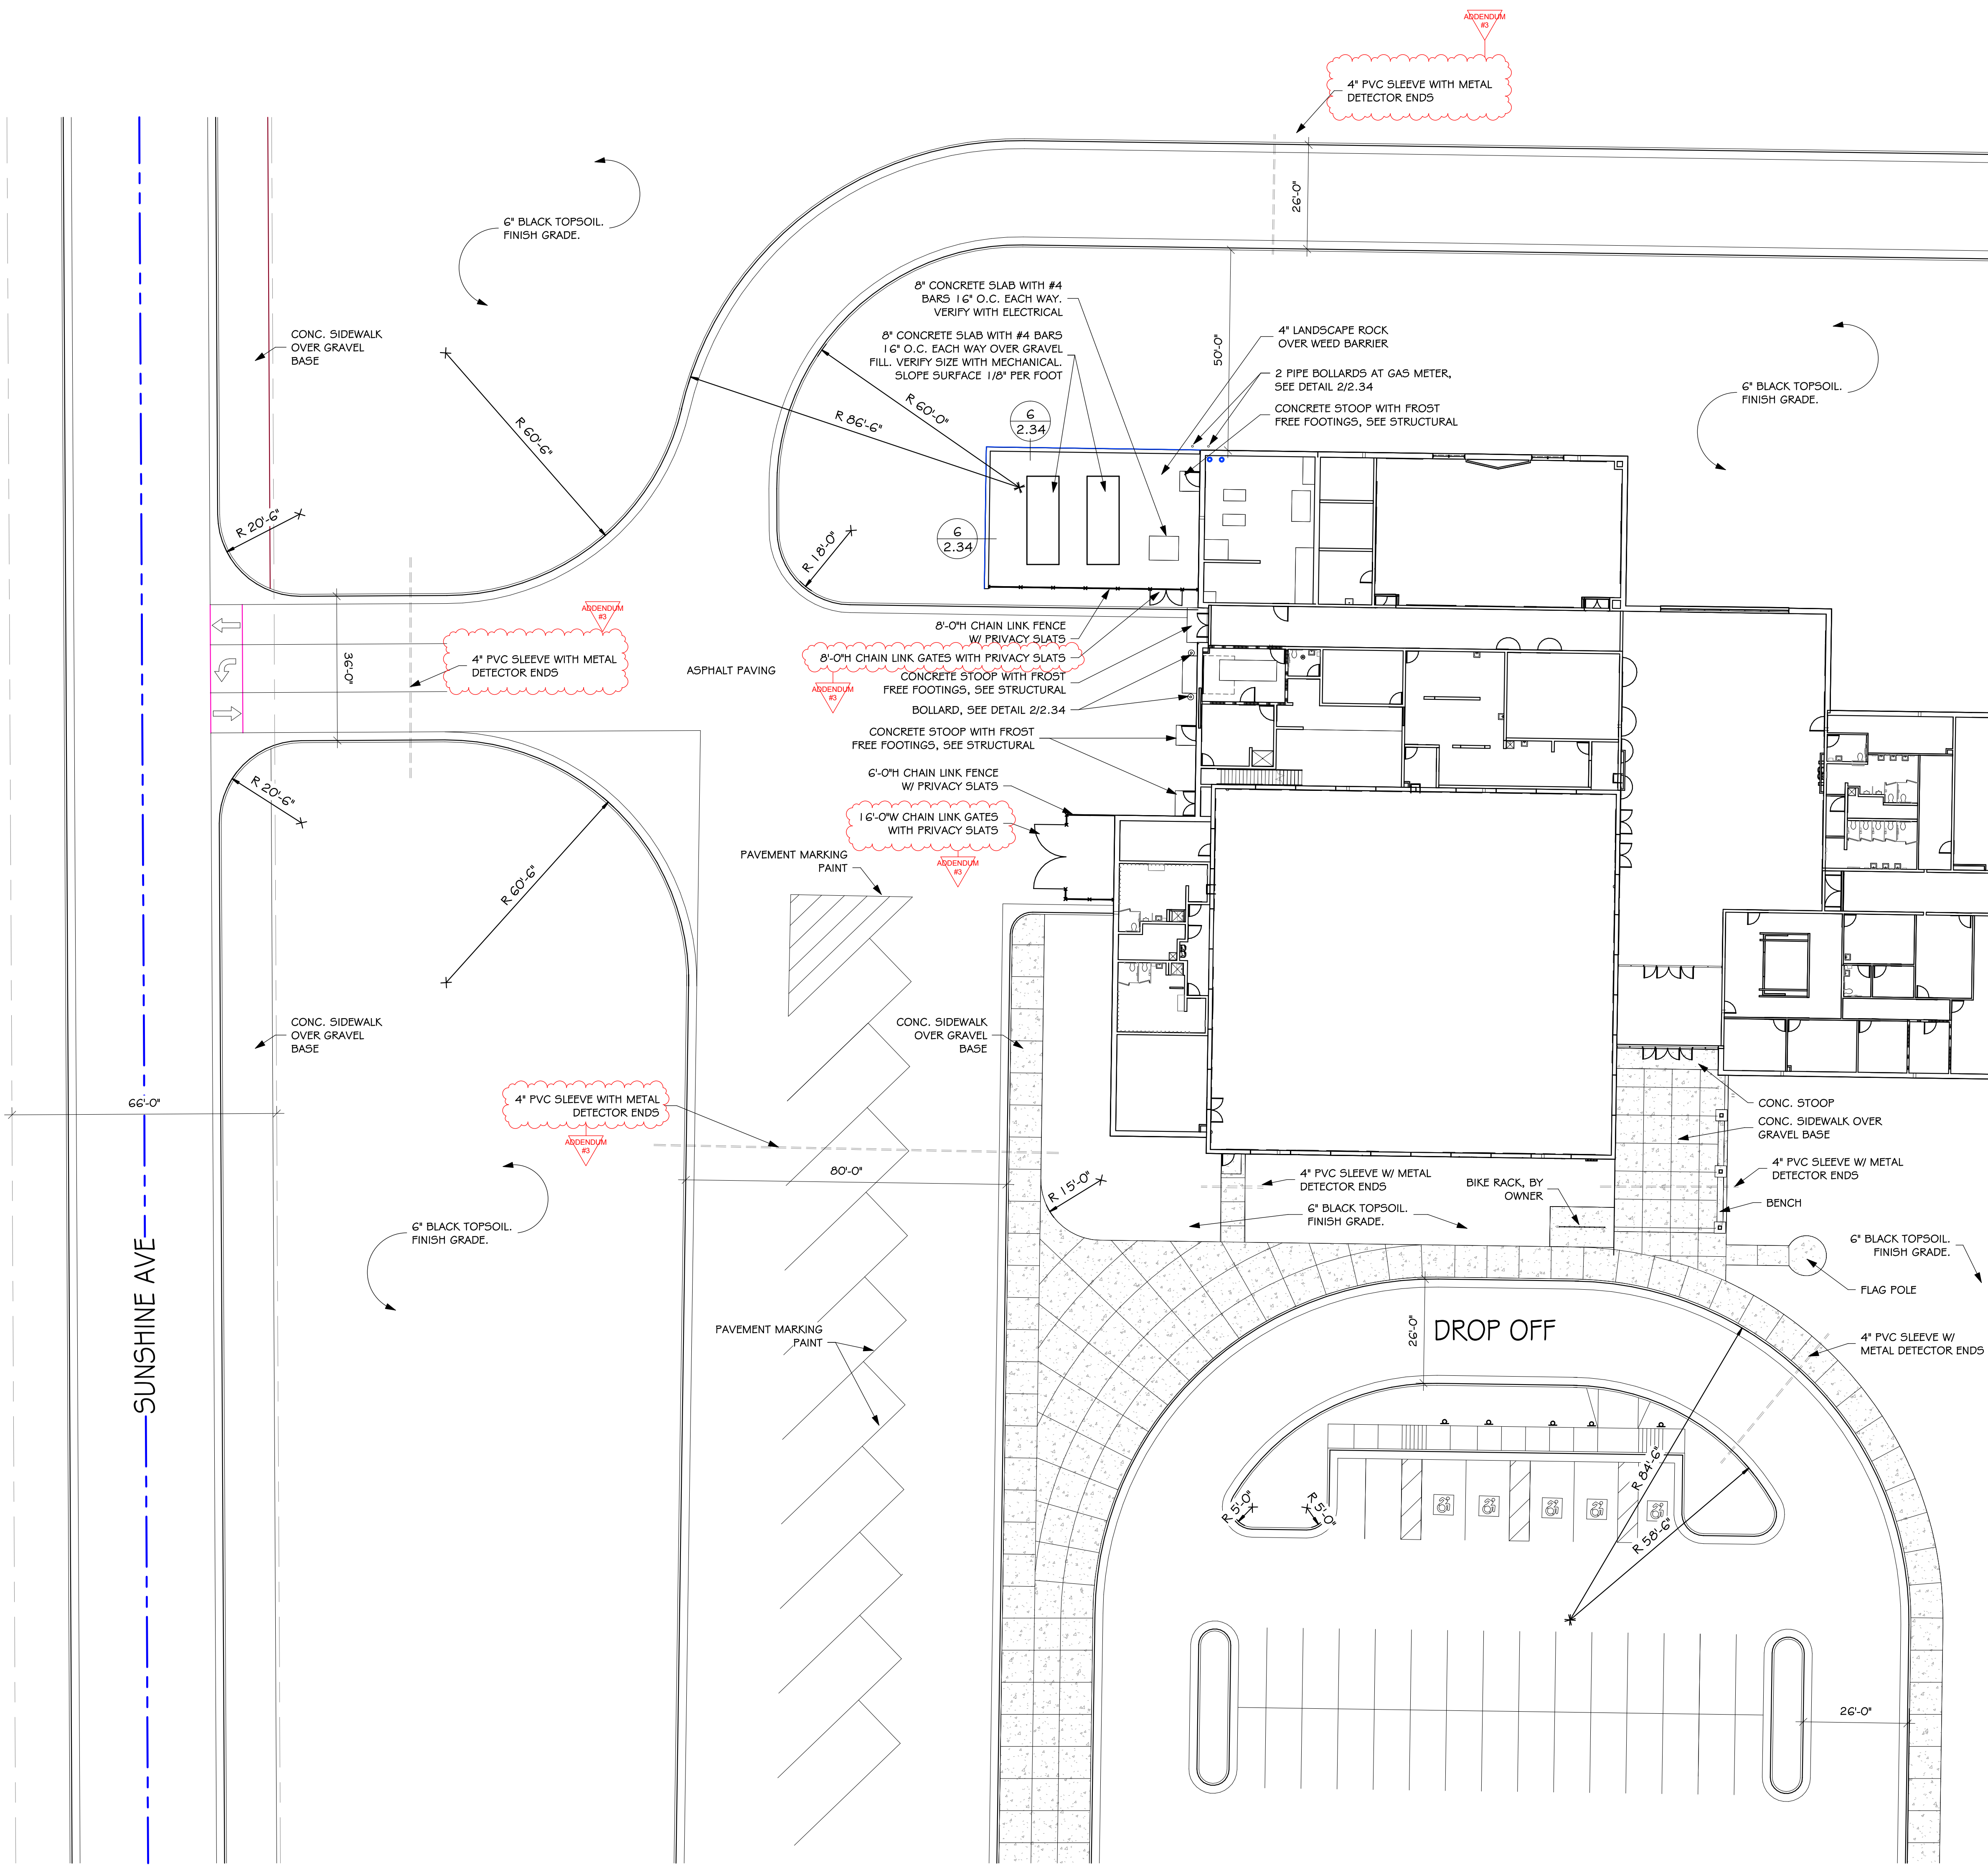 ADDENDUM
#3
4" PVC SLEEVE WITH METAL
DETECTOR ENDS
26'-0"
6" BLACK TOPSOIL.
FINISH GRADE.
8" CONCRETE SLAB WITH #4
BARS 16" O.C. EACH WAY.
VERIFY WITH ELECTRICAL
8" CONCRETE SLAB WITH #4 BARS
16" O.C. EACH WAY OVER GRAVEL
FILL. VERIFY SIZE WITH MECHANICAL.
SLOPE SURFACE 1/8" PER FOOT
4" LANDSCAPE ROCK
OVER WEED BARRIER
50'-0"
2 PIPE BOLLARDS AT GAS METER,
SEE DETAIL 2/2.34
CONCRETE STOOP WITH FROST
FREE FOOTINGS, SEE STRUCTURAL
6" BLACK TOPSOIL.
FINISH GRADE.
CONC. SIDEWALK
OVER GRAVEL
BASE
R 60'-6"
R 86'-6"
R 60'-0"
6
2.34
6
2.34
R 20'-6"
R 18'-0"
ADDENDUM
#3
4" PVC SLEEVE WITH METAL
DETECTOR ENDS
36'-0"
ASPHALT PAVING
8'-0"H CHAIN LINK FENCE
W/ PRIVACY SLATS
8'-0"H CHAIN LINK GATES WITH PRIVACY SLATS
ADDENDUM
#3
CONCRETE STOOP WITH FROST
FREE FOOTINGS, SEE STRUCTURAL
BOLLARD, SEE DETAIL 2/2.34
CONCRETE STOOP WITH FROST
FREE FOOTINGS, SEE STRUCTURAL
6'-0"H CHAIN LINK FENCE
W/ PRIVACY SLATS
16'-0"W CHAIN LINK GATES
WITH PRIVACY SLATS
ADDENDUM
#3
R 20'-6"
R 60'-6"
PAVEMENT MARKING
PAINT
CONC. SIDEWALK
OVER GRAVEL
BASE
CONC. SIDEWALK
OVER GRAVEL
BASE
66'-0"
4" PVC SLEEVE WITH METAL
DETECTOR ENDS
ADDENDUM
#3
80'-0"
R 15'-0"
4" PVC SLEEVE W/ METAL
DETECTOR ENDS
BIKE RACK, BY
OWNER
6" BLACK TOPSOIL.
FINISH GRADE.
CONC. STOOP
CONC. SIDEWALK OVER
GRAVEL BASE
4" PVC SLEEVE W/ METAL
DETECTOR ENDS
BENCH
6" BLACK TOPSOIL.
FINISH GRADE.
FLAG POLE
6" BLACK TOPSOIL.
FINISH GRADE.
SUNSHINE AVE
PAVEMENT MARKING
PAINT
26'-0"
DROP OFF
4" PVC SLEEVE W/
METAL DETECTOR ENDS
R 84'-6"
R 58'-6"
R 5'-0"
R 5'-0"
26'-0"